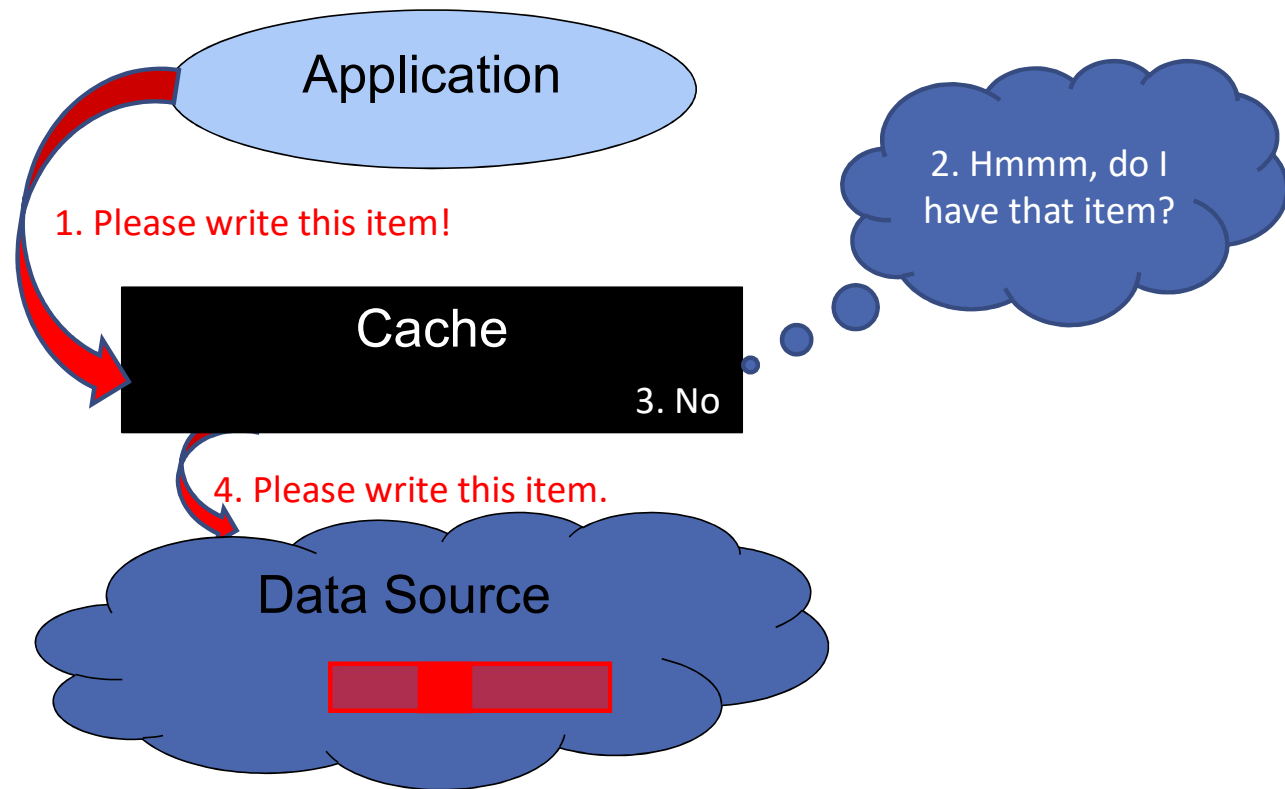 Application
2. Hmmm, do I
have that item?
1. Please write this item!
Cache
3. No
4. Please write this item.
Data Source